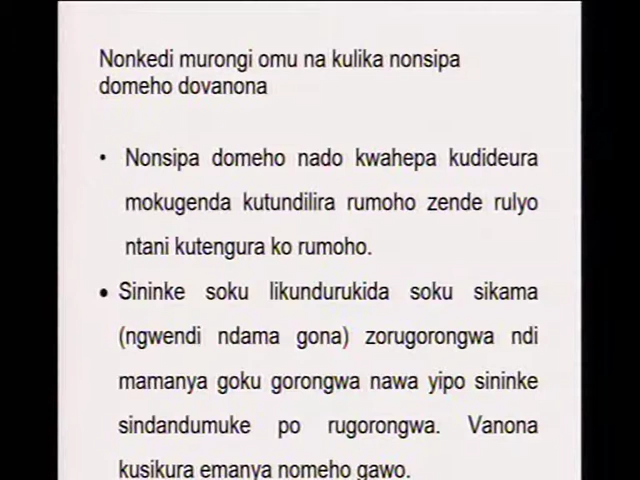 Nonkedi murongi omu na kulika nonsipa
domeho dovanona
• Nonsipa domeho nado kwahepa kudideura
mokugenda kutundilira rumoho zende rulyo
ntani kutengura ko rumoho.
• Sininke soku likundurukida soku sikama
(ngwendi ndama gona) zorugorongwa ndi
mamanya goku gorongwa nawa yipo sininke
sindandumuke po rugorongwa. Vanona
kusikura emanya nomeho gawo.